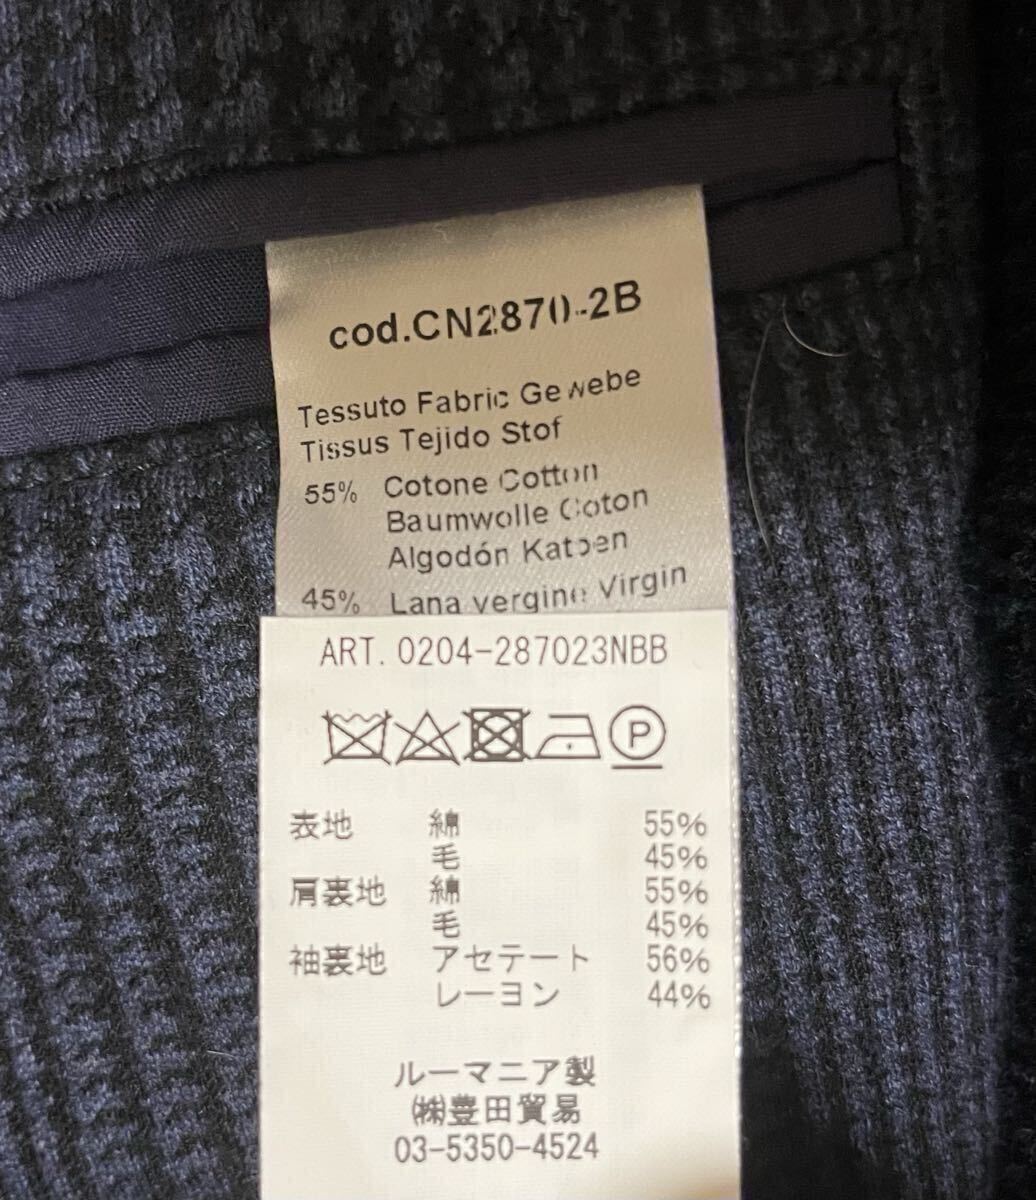 cod.CN2870-2B
Tessuto Fabric Gewebe
Tissus Tejido Stof
55% Cotone Cotton
Baumwolle Coton
Algodón Katoen
45% Lana vergine Virgin
ART. 0204-287023NBB
P
表地 綿 55%
毛 45%
肩裏地 綿 55%
毛 45%
袖裏地 アセテート 56%
レーヨン 44%
ルーマニア製
㈱豊田貿易
03-5350-4524